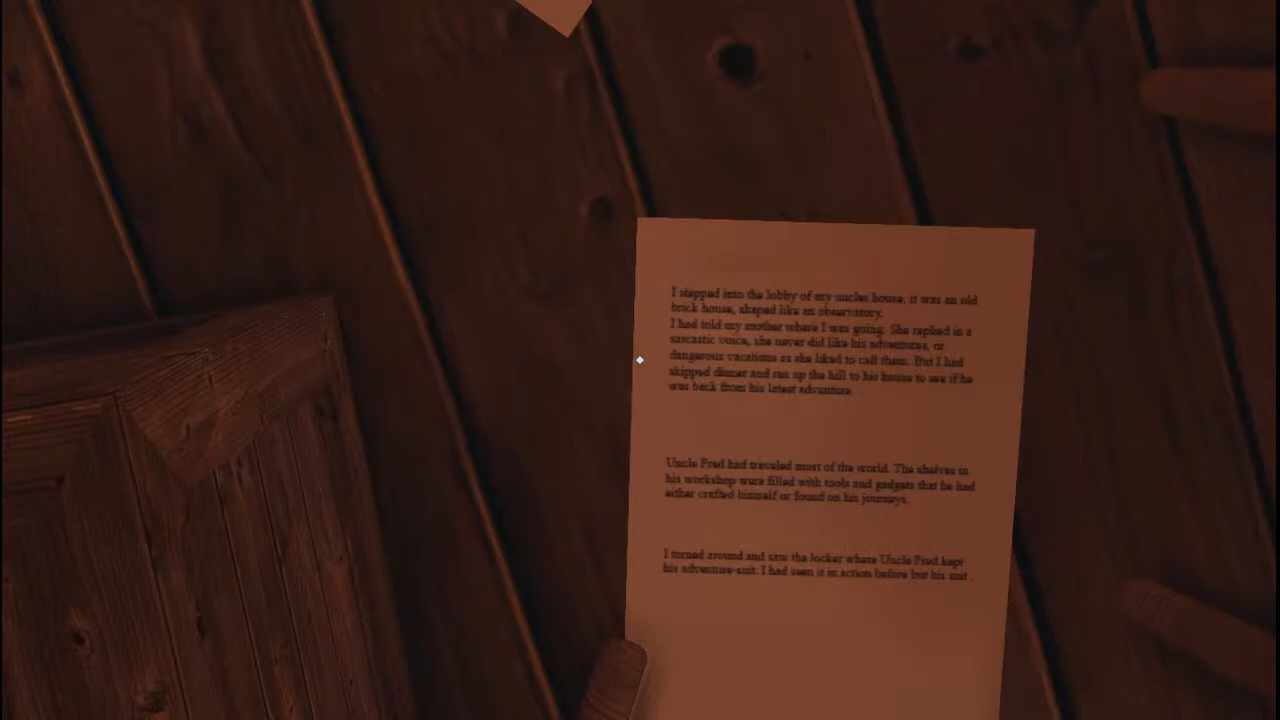 I stepped into the lobby of my uncles house, it was an old
brick house, shaped like an observatory.
I had told my mother where I was going. She replied in a
sarcastic voice, she never did like his adventures, or
dangerous vacations as she liked to call them. But I had
skipped dinner and ran up the hill to his house to see if he
was back from his latest adventure.
Uncle Fred had traveled most of the world. The shelves in
his workshop were filled with tools and gadgets that he had
either crafted himself or found on his journeys.
I turned around and saw the locker where Uncle Fred kept
his adventure-suit. I had seen it in action before but his suit .